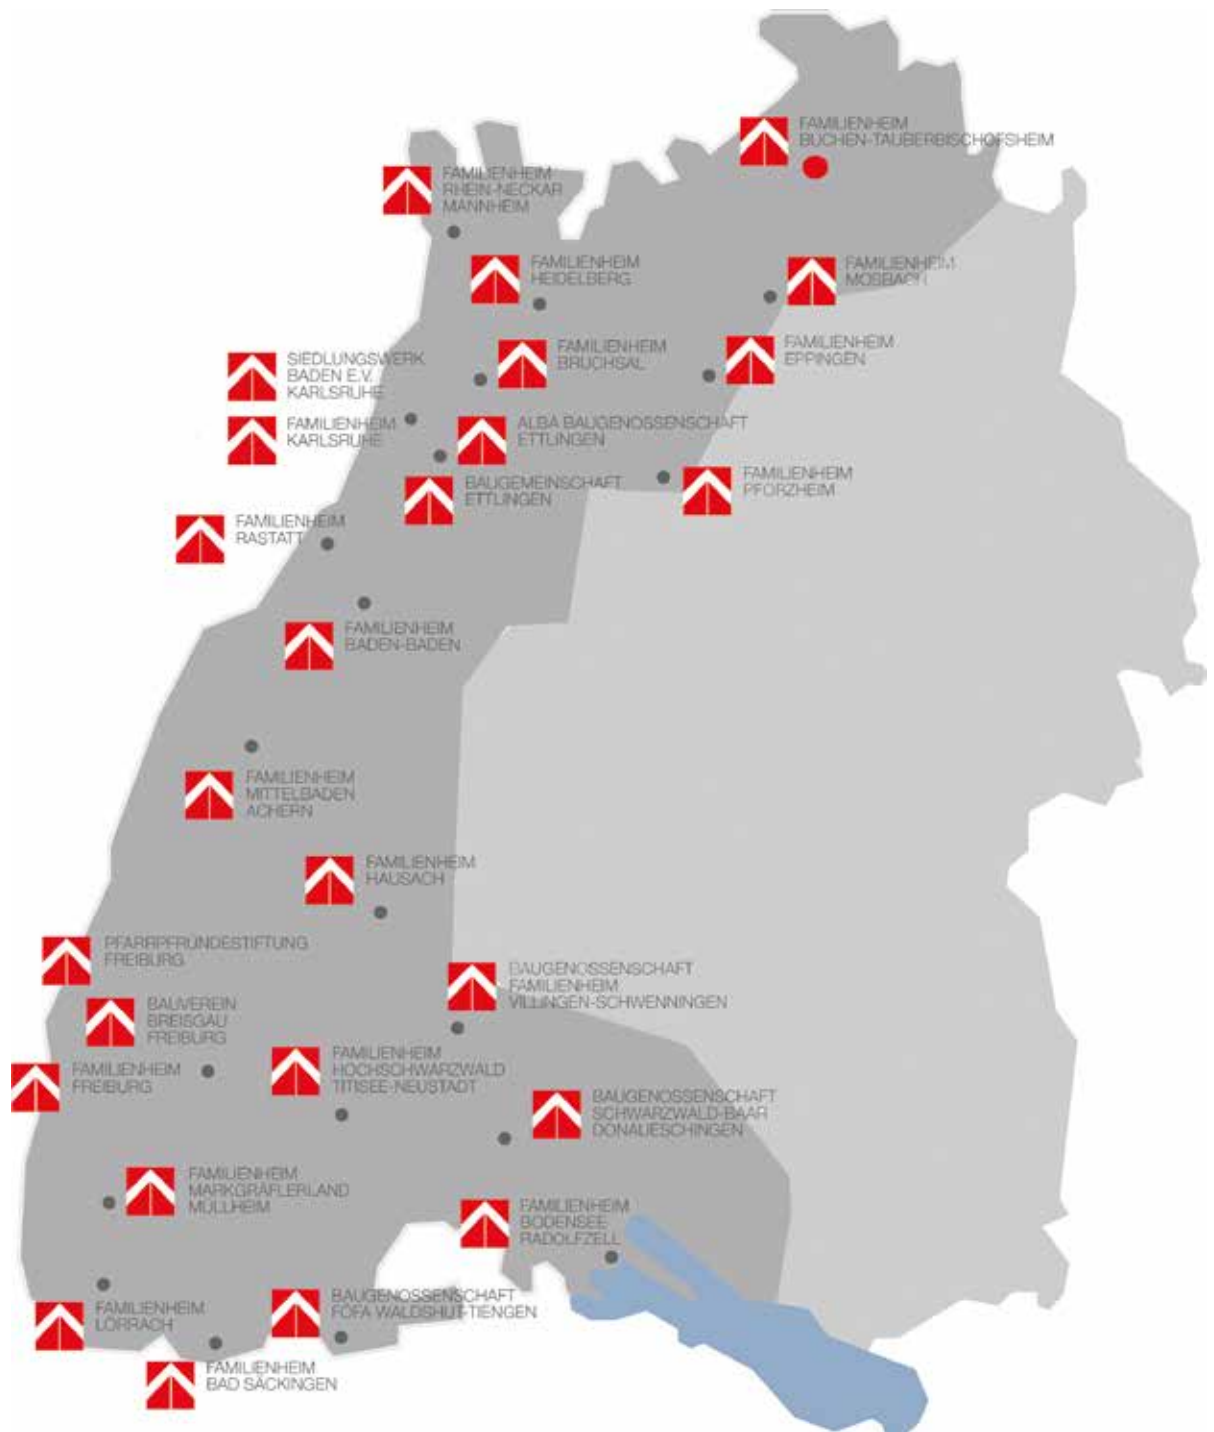 FAMILIENHEIM
BUCHEN-TAUBERBISCHOFSHEIM
FAMILIENHEIM
RHEIN-NECKAR
MANNHEIM
FAMILIENHEIM
HEIDELBERG
FAMILIENHEIM
MOSBACH
FAMILIENHEIM
BRUCHSAL
FAMILIENHEIM
EPPINGEN
SIEDLUNGSWERK
BADEN E.V.
KARLSRUHE
FAMILIENHEIM
KARLSRUHE
ALBA BAUGENOSSENSCHAFT
ETTLINGEN
BAUGEMEINSCHAFT
ETTLINGEN
FAMILIENHEIM
PFORZHEIM
FAMILIENHEIM
RASTATT
FAMILIENHEIM
BADEN-BADEN
FAMILIENHEIM
MITTELBADEN
ACHERN
FAMILIENHEIM
HAUSACH
PFARRPFRÜNDESTIFTUNG
FREIBURG
BAUVEREIN
BREISGAU
FREIBURG
BAUGENOSSENSCHAFT
FAMILIENHEIM
VILLINGEN-SCHWENNINGEN
FAMILIENHEIM
FREIBURG
FAMILIENHEIM
HOCHSCHWARZWALD
TITISEE-NEUSTADT
BAUGENOSSENSCHAFT
SCHWARZWALD-BAAR
DONAUESCHINGEN
FAMILIENHEIM
MARKGRÄFLERLAND
MÜLLHEIM
FAMILIENHEIM
BODENSEE
RADOLFZELL
FAMILIENHEIM
LÖRRACH
BAUGENOSSENSCHAFT
FÖFA WALDSHUT-TIENGEN
FAMILIENHEIM
BAD SÄCKINGEN